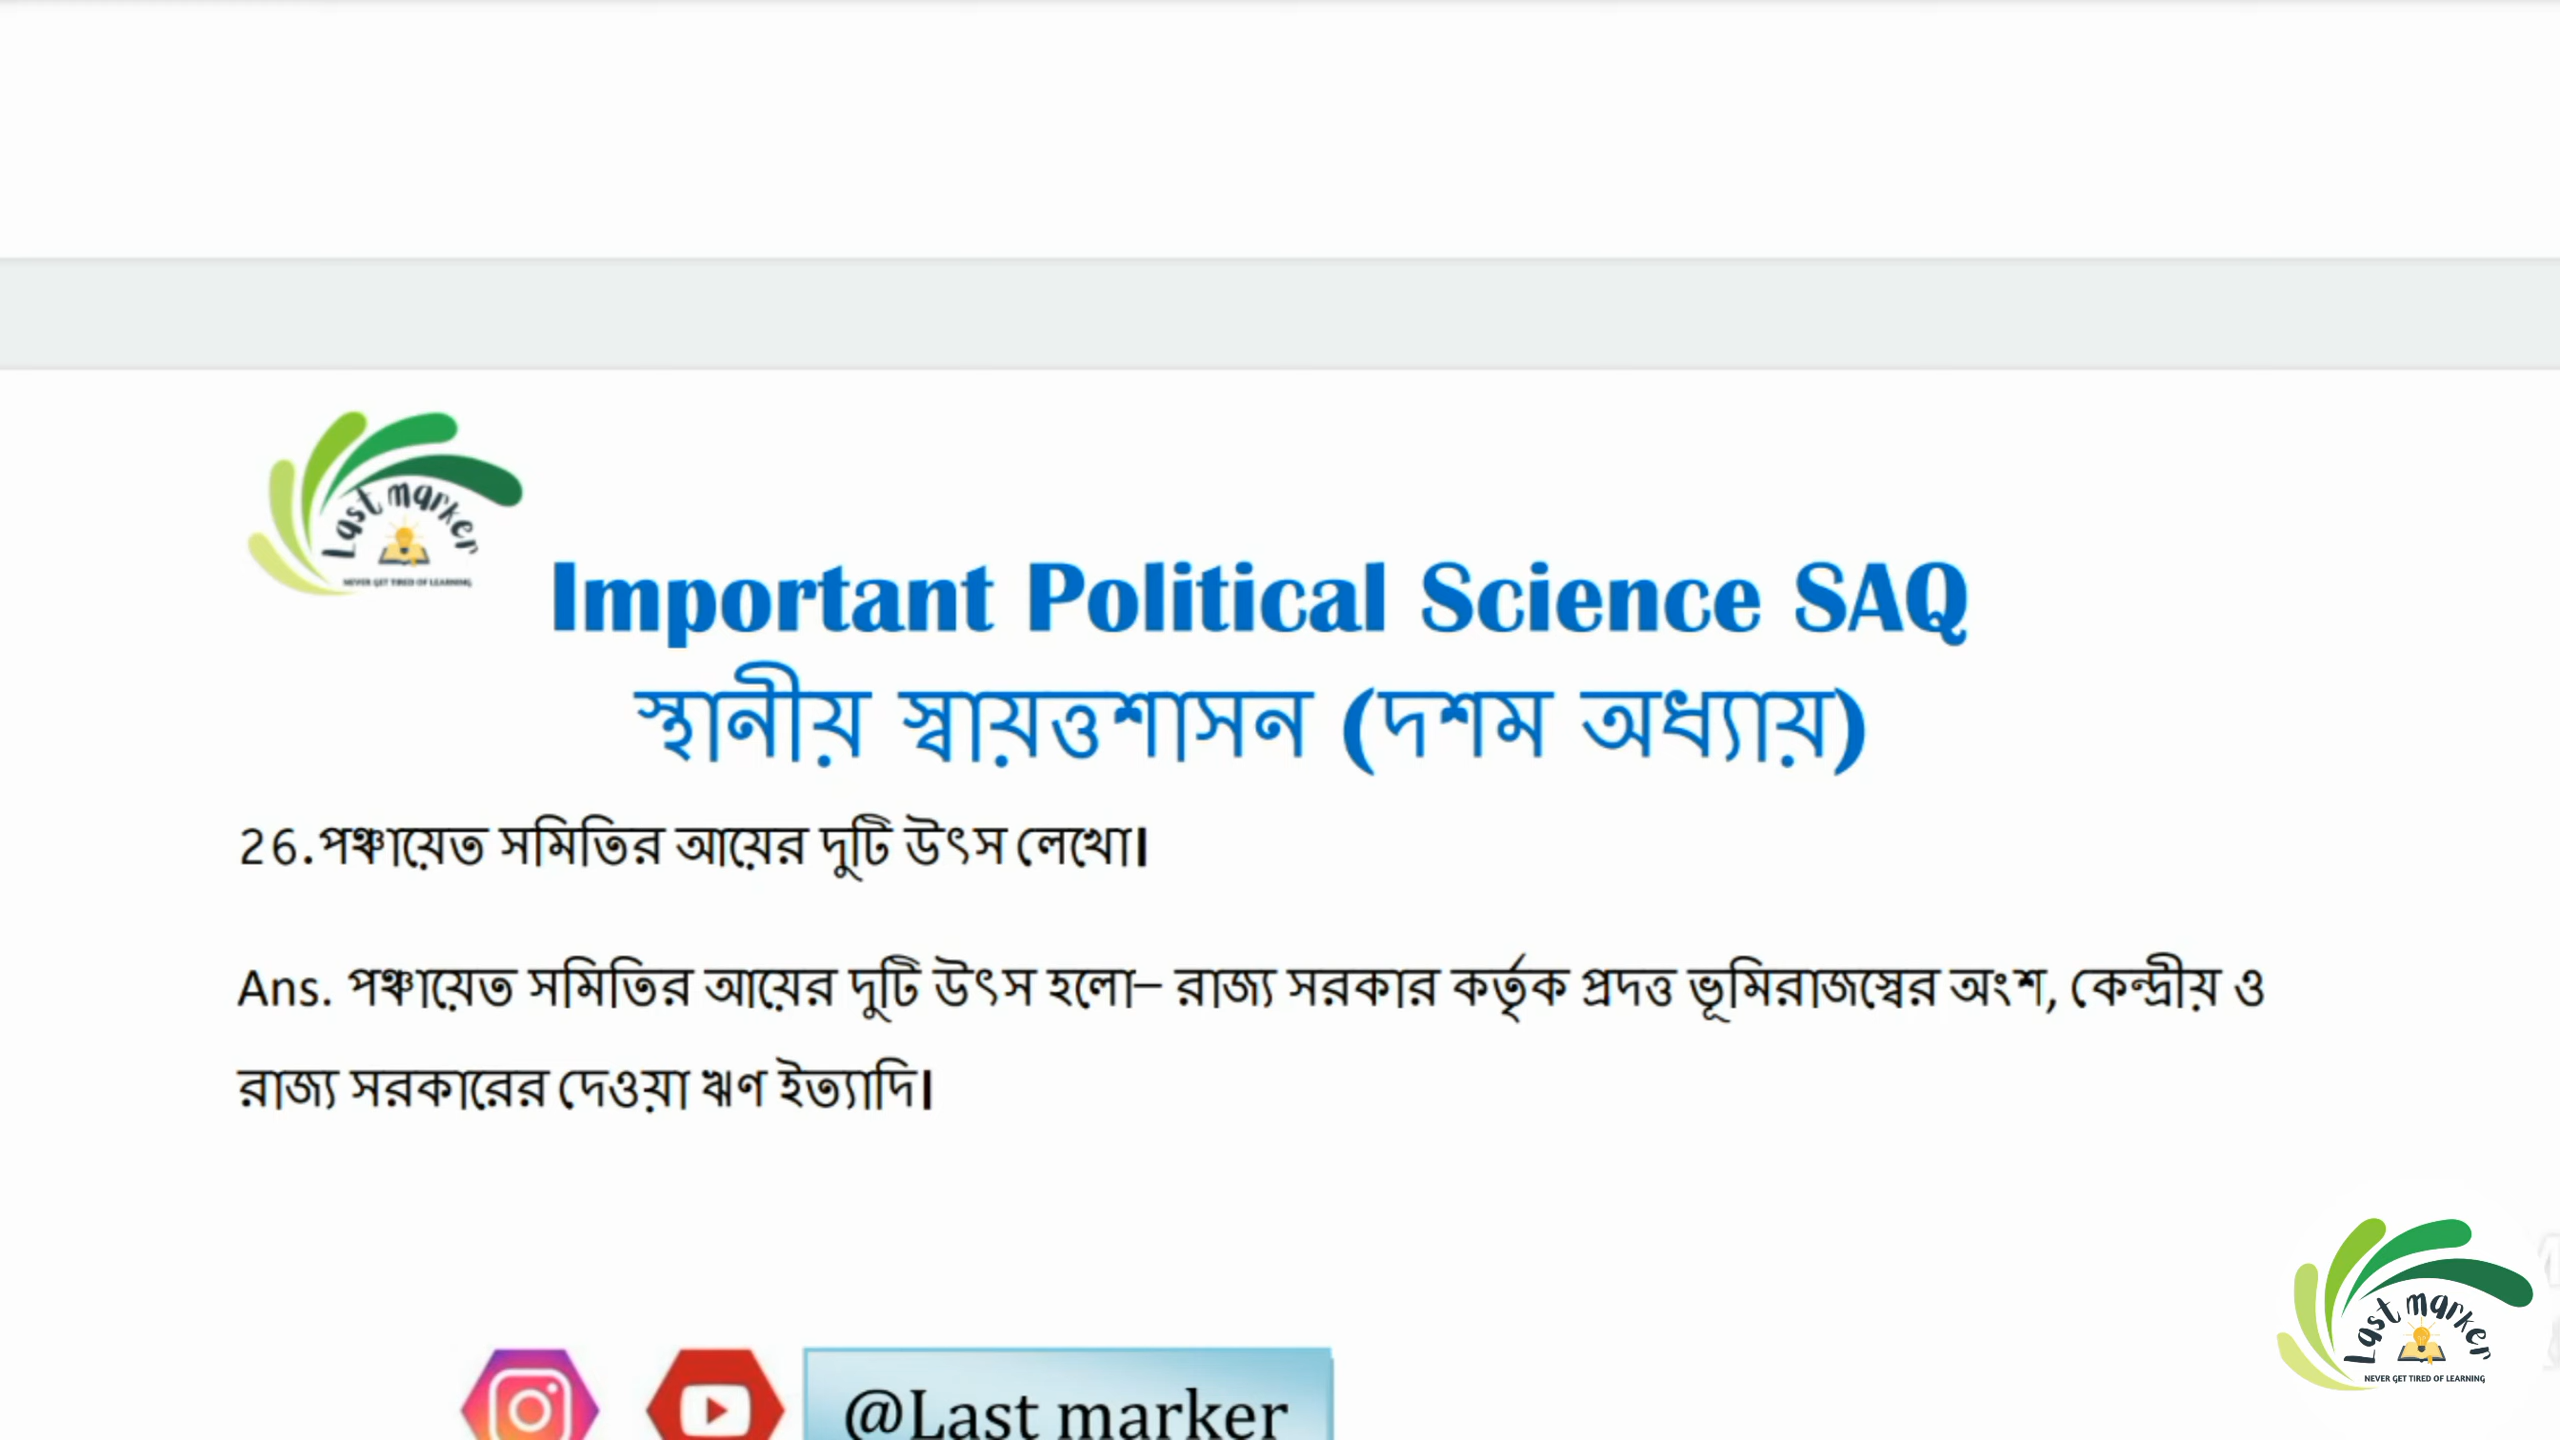 Last marker
NEVER GET TIRED OF LEARNING
Important Political Science SAQ
স্থানীয় স্বায়ত্তশাসন (দশম অধ্যায়)
26.পঞ্চায়েত সমিতির আয়ের দুটি উৎস লেখো।
Ans. পঞ্চায়েত সমিতির আয়ের দুটি উৎস হলো– রাজ্য সরকার কর্তৃক প্রদত্ত ভূমিরাজস্বের অংশ, কেন্দ্রীয় ও
রাজ্য সরকারের দেওয়া ঋণ ইত্যাদি।
@Last marker
Last marker
NEVER GET TIRED OF LEARNING